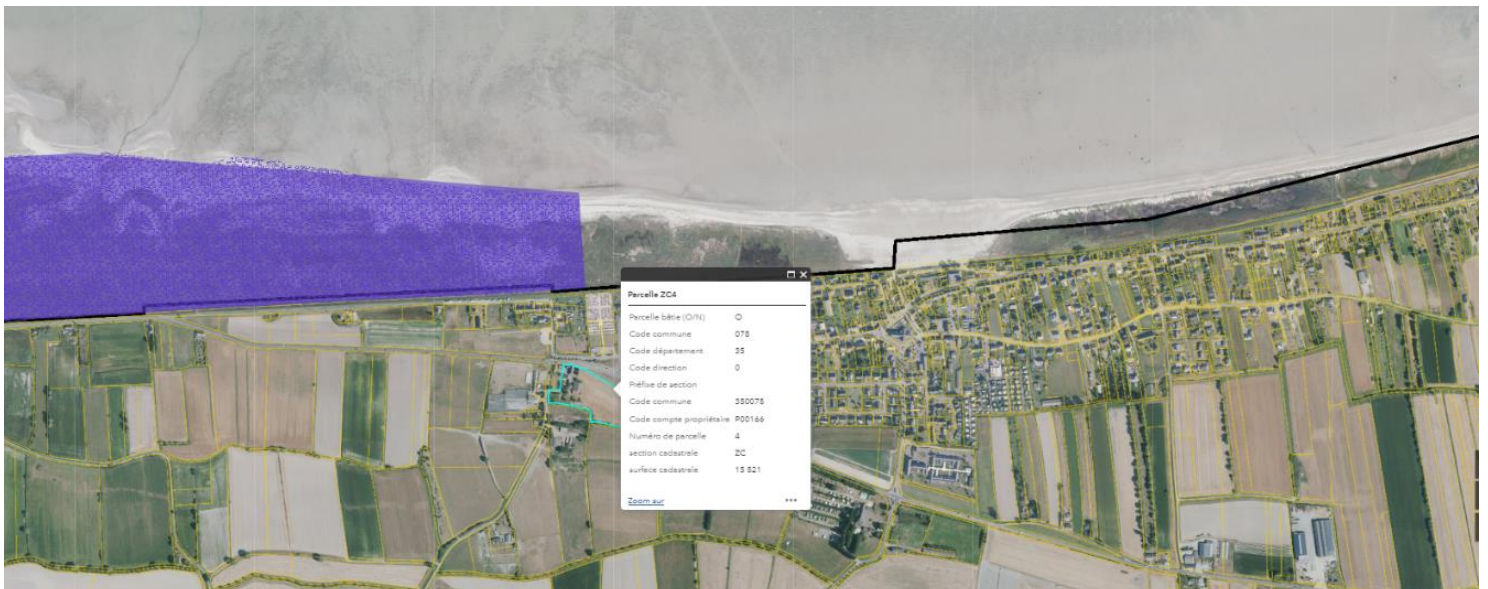 Parcelle ZC4
Parcelle bâtie (O/N) O
Code commune 078
Code département 35
Code direction 0
Préfixe de section
Code commune 350078
Code compte propriétaire P00166
Numéro de parcelle 4
section cadastrale ZC
surface cadastrale 15 821
Zoom sur